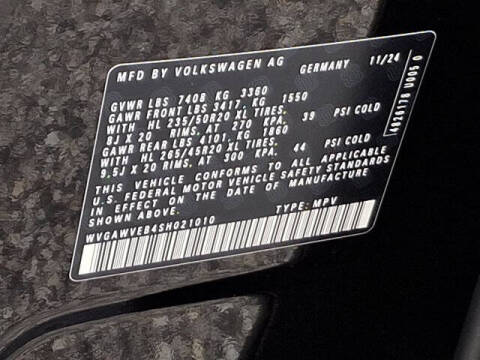 MFD BY VOLKSWAGEN AG GERMANY 11/24
GVWR LBS 7408 KG 3360
GAWR FRONT LBS 3417, KG 1550
WITH HL 235/50R20 XL TIRES,
8J X 20 RIMS, AT 270 KPA, 39 PSI COLD
GAWR REAR LBS 4101 KG 1860
WITH HL 265/45R20 XL TIRES,
9.5J X 20 RIMS, AT 300 KPA, 44 PSI COLD
THIS VEHICLE CONFORMS TO ALL APPLICABLE
U.S. FEDERAL MOTOR VEHICLE SAFETY STANDARDS
IN EFFECT ON THE DATE OF MANUFACTURE
SHOWN ABOVE.
WVGAWVEB4SH021010 TYPE: MPV
U005 0